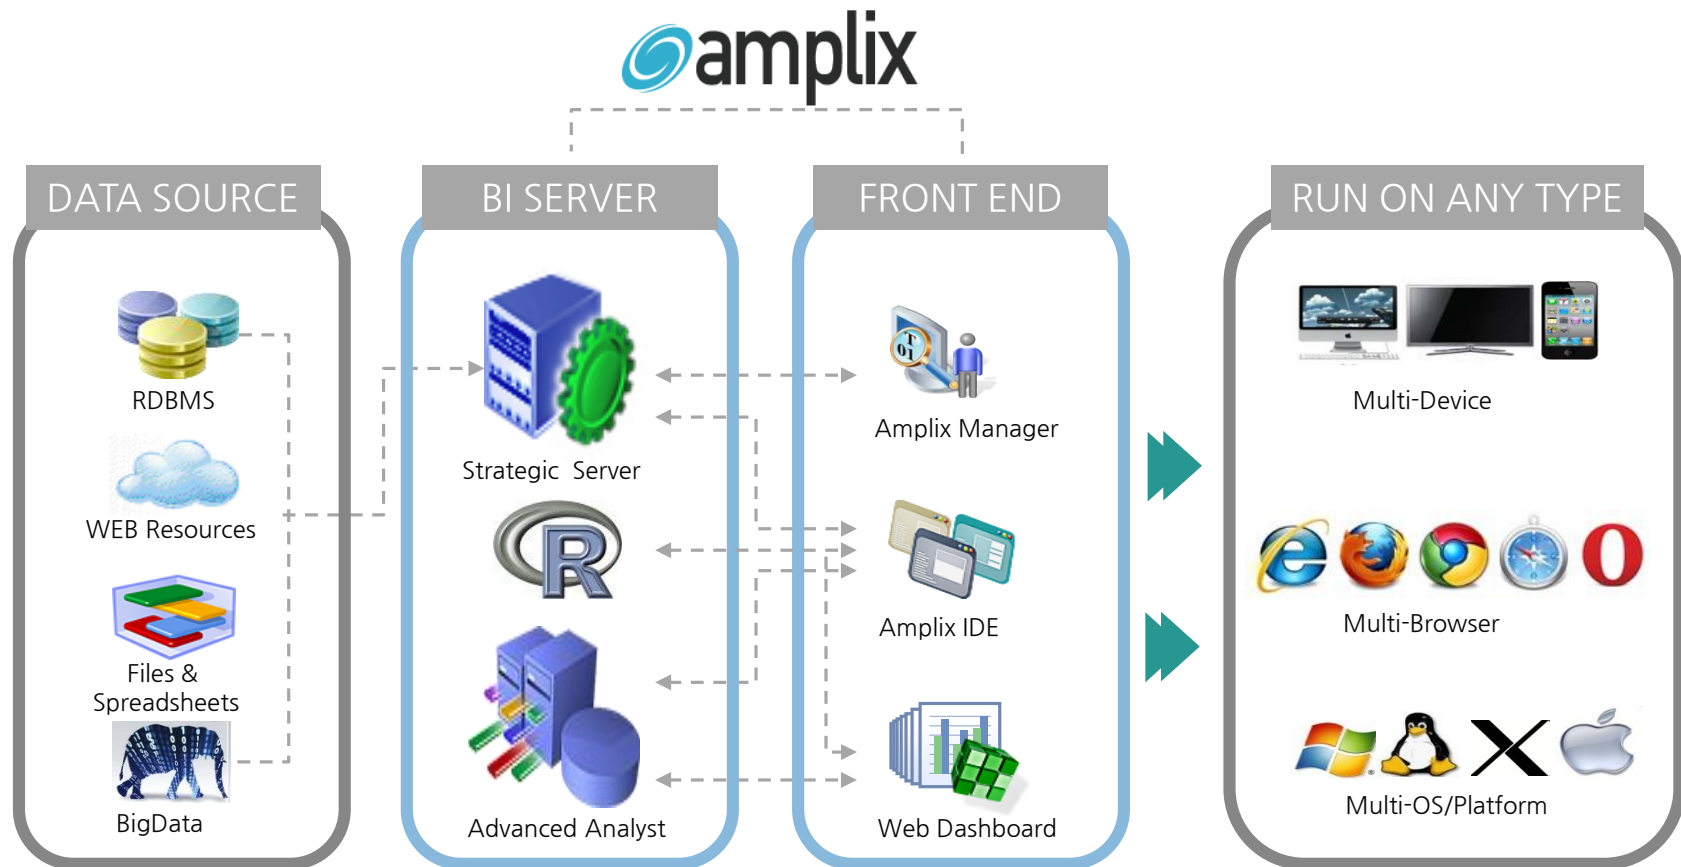 amplix
DATA SOURCE
BI SERVER
FRONT END
RUN ON ANY TYPE
RDBMS
WEB Resources
Files &
Spreadsheets
BigData
Strategic Server
R
Advanced Analyst
T
01
Amplix Manager
Amplix IDE
Web Dashboard
Multi-Device
Multi-Browser
Multi-OS/Platform